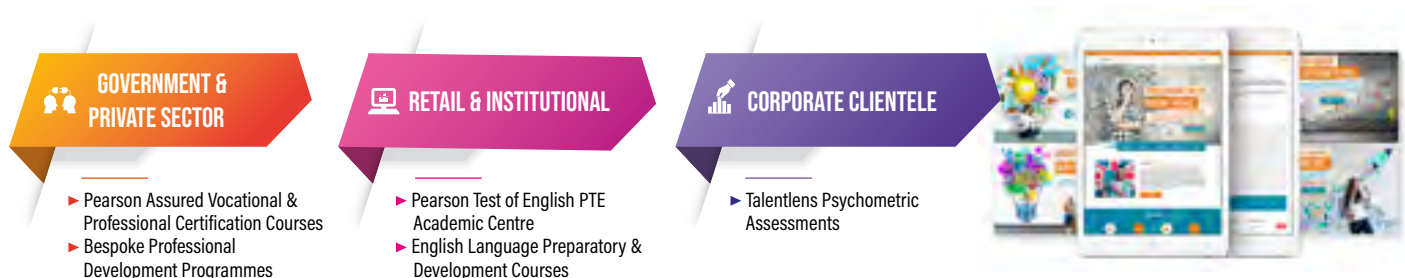 GOVERNMENT &
PRIVATE SECTOR
► Pearson Assured Vocational &
Professional Certification Courses
► Bespoke Professional
Development Programmes
RETAIL & INSTITUTIONAL
► Pearson Test of English PTE
Academic Centre
► English Language Preparatory &
Development Courses
CORPORATE CLIENTELE
► Talentlens Psychometric
Assessments